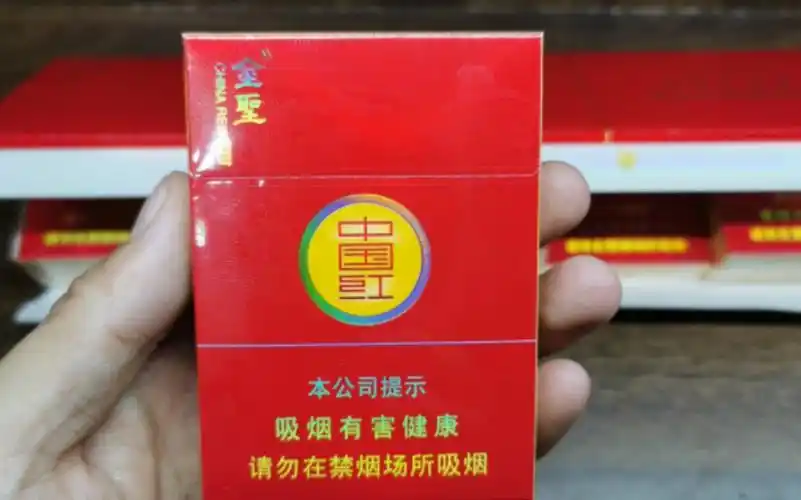 金聖
CHINA RED
中国红
本公司提示
吸烟有害健康
请勿在禁烟场所吸烟